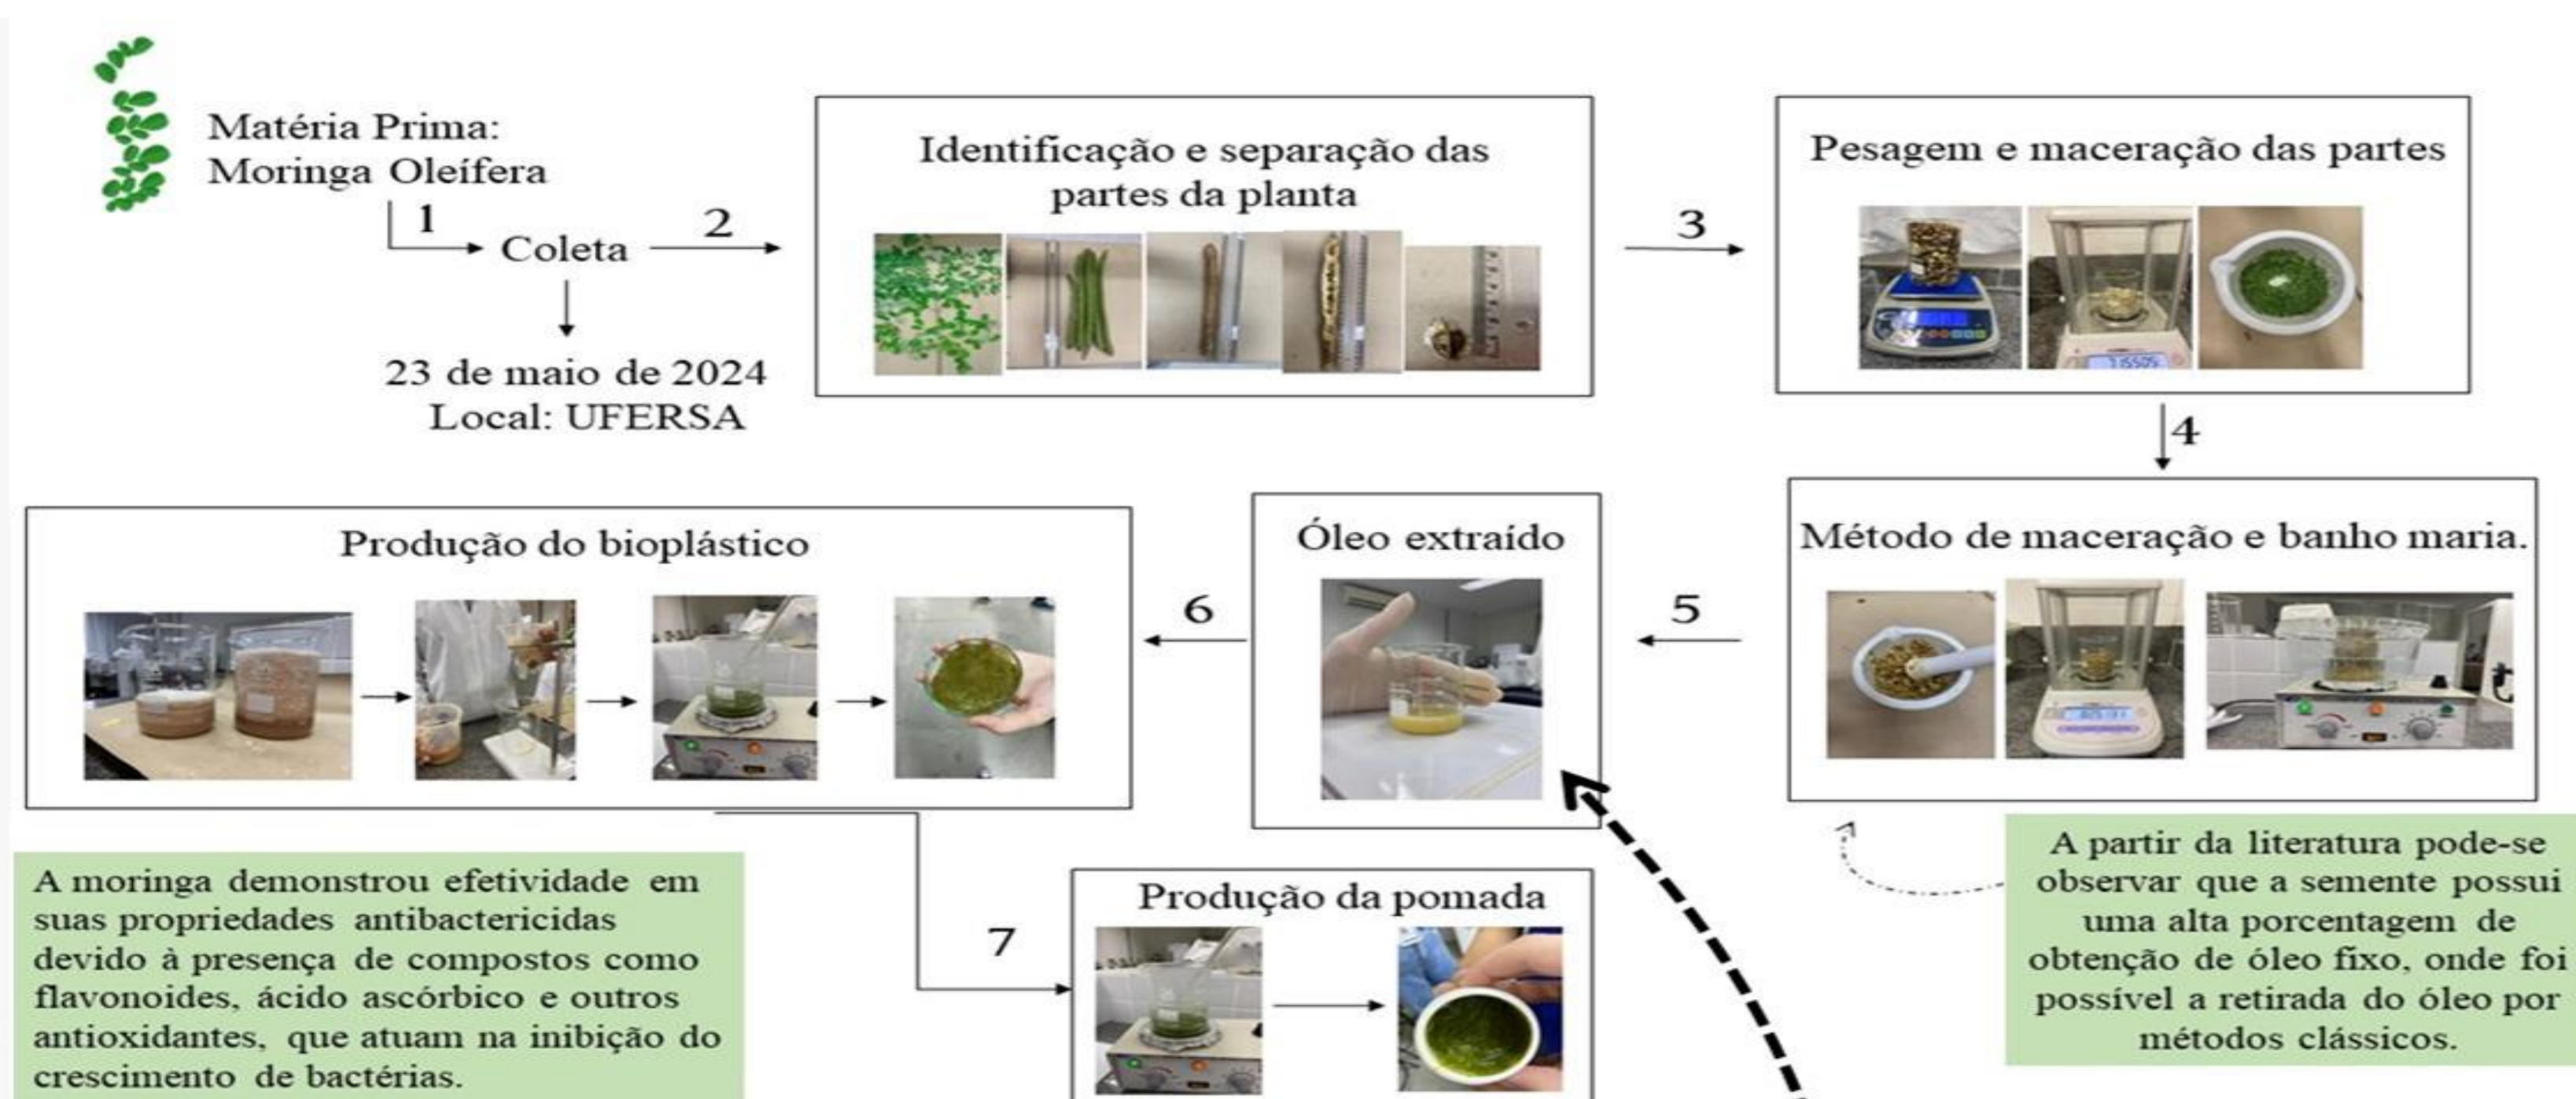 Matéria Prima:
Moringa Oleífera
1
Coleta
2
23 de maio de 2024
Local: UFERSA
Identificação e separação das
partes da planta
3
Pesagem e maceração das partes
4
Método de maceração e banho maria.
5
Óleo extraído
6
Produção do bioplástico
7
Produção da pomada
A moringa demonstrou efetividade em
suas propriedades antibactericidas
devido à presença de compostos como
flavonoides, ácido ascórbico e outros
antioxidantes, que atuam na inibição do
crescimento de bactérias.
A partir da literatura pode-se
observar que a semente possui
uma alta porcentagem de
obtenção de óleo fixo, onde foi
possível a retirada do óleo por
métodos clássicos.